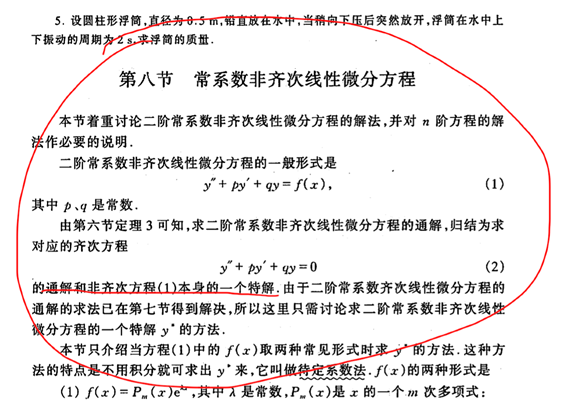 5. 设圆柱形浮筒,直径为0.5 m,铅直放在水中,当稍向下压后突然放开,浮筒在水中上
下振动的周期为2 s,求浮筒的质量.
第八节 常系数非齐次线性微分方程
本节着重讨论二阶常系数非齐次线性微分方程的解法,并对 n 阶方程的解
法作必要的说明.
二阶常系数非齐次线性微分方程的一般形式是
y″ + py′ + qy = f(x), (1)
其中 p、q 是常数.
由第六节定理 3 可知,求二阶常系数非齐次线性微分方程的通解,归结为求
对应的齐次方程
y″ + py′ + qy = 0 (2)
的通解和非齐次方程(1)本身的一个特解.由于二阶常系数齐次线性微分方程的
通解的求法已在第七节得到解决,所以这里只需讨论求二阶常系数非齐次线性
微分方程的一个特解 y* 的方法.
本节只介绍当方程(1)中的 f(x)取两种常见形式时求 y* 的方法.这种方
法的特点是不用积分就可求出 y* 来,它叫做待定系数法.f(x)的两种形式是
(1) f(x) = Pₘ(x)e^{λx},其中 λ 是常数,Pₘ(x)是 x 的一个 m 次多项式: